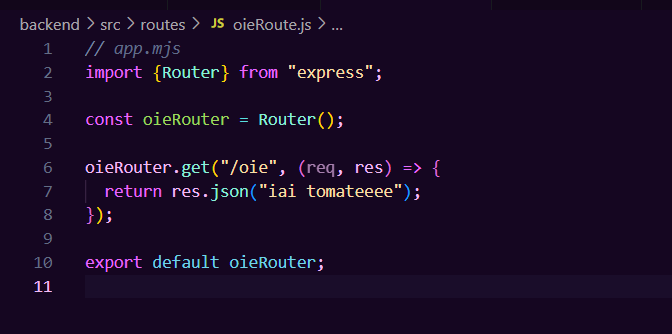 backend > src > routes > JS oieRoute.js > ...
1 // app.mjs
2 import {Router} from "express";
3
4 const oieRouter = Router();
5
6 oieRouter.get("/oie", (req, res) => {
7   return res.json("iai tomateeee");
8 });
9
10 export default oieRouter;
11